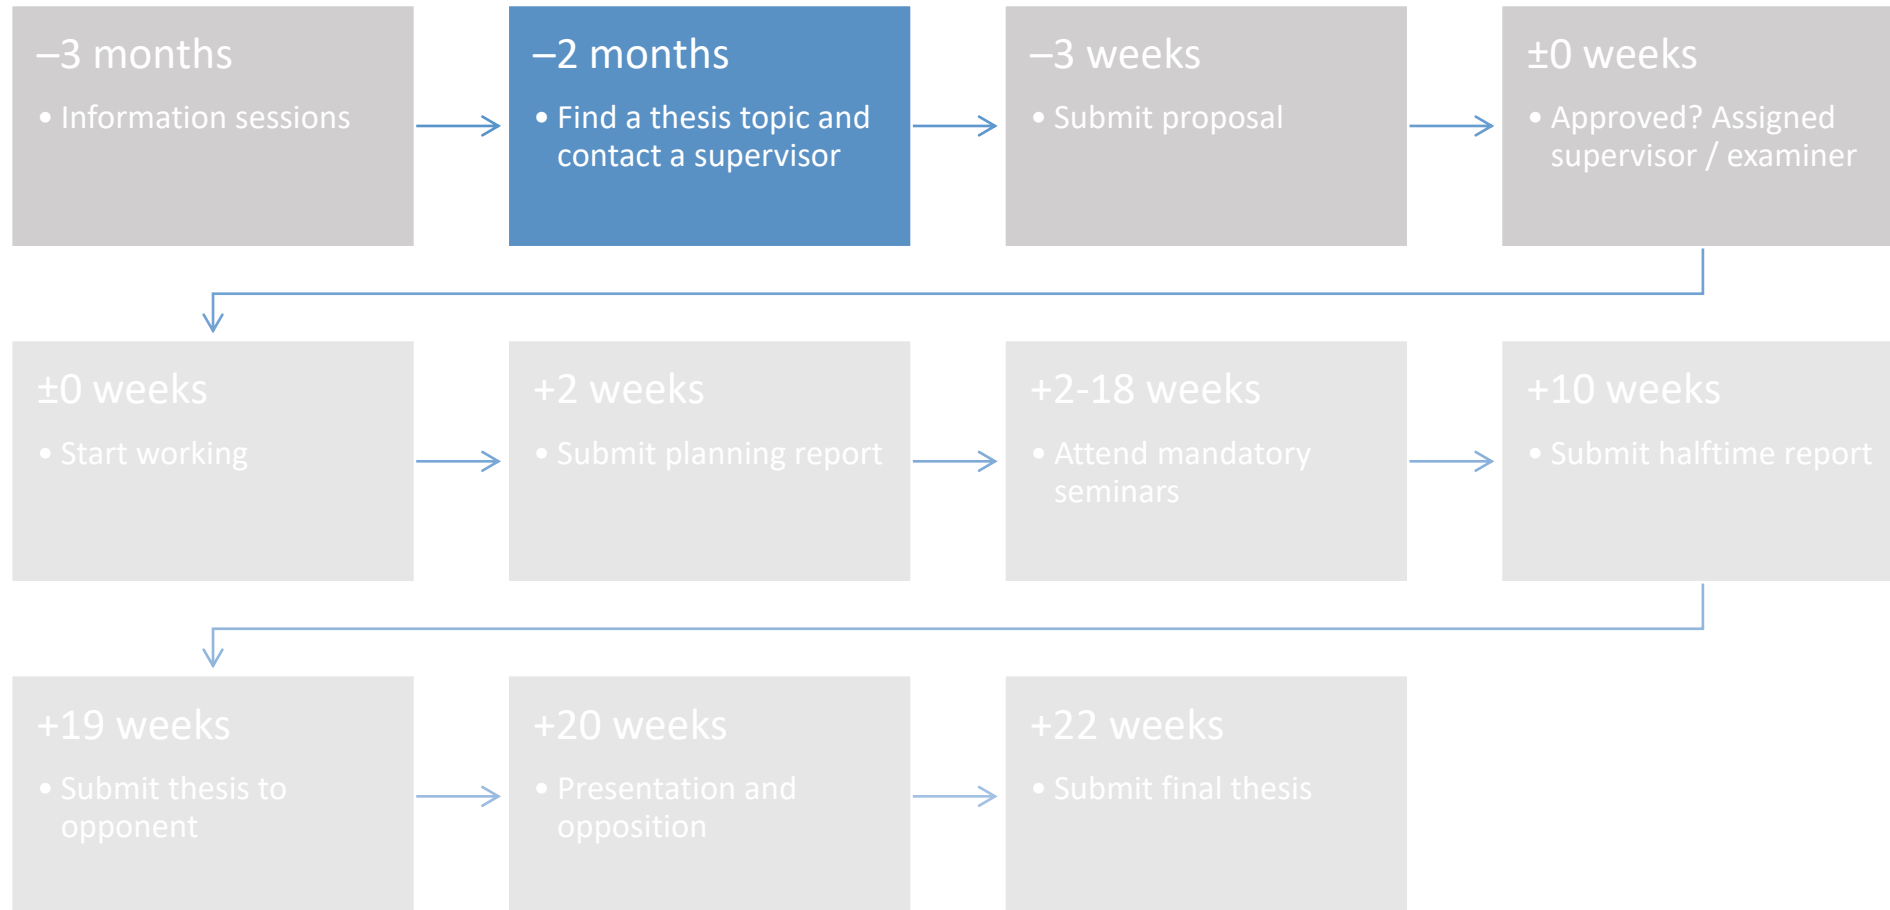 –3 months
• Information sessions
–2 months
• Find a thesis topic and
contact a supervisor
–3 weeks
• Submit proposal
±0 weeks
• Approved? Assigned
supervisor / examiner
±0 weeks
• Start working
+2 weeks
• Submit planning report
+2-18 weeks
• Attend mandatory
seminars
+10 weeks
• Submit halftime report
+19 weeks
• Submit thesis to
opponent
+20 weeks
• Presentation and
opposition
+22 weeks
• Submit final thesis